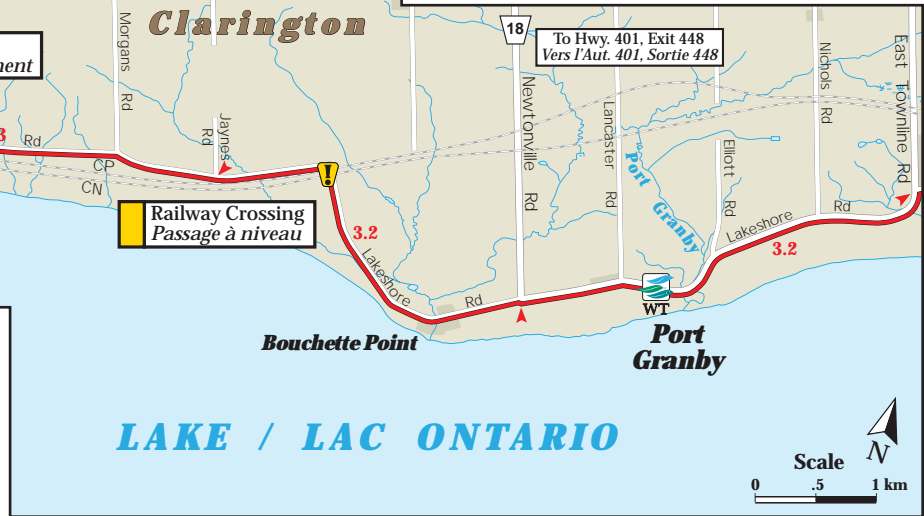 Clarington
18
To Hwy. 401, Exit 448
Vers l'Aut. 401, Sortie 448
Morgans Rd
Jaynes Rd
Newtonville Rd
Lancaster Rd
Elliott Rd
Nichols Rd
East Townline Rd
Port Granby
3
Rd
CP
CN
!
Railway Crossing
Passage à niveau
3.2
Lakeshore Rd
Lakeshore Rd
3.2
WT
Port
Granby
Bouchette Point
LAKE / LAC ONTARIO
N
Scale
0 .5 1 km